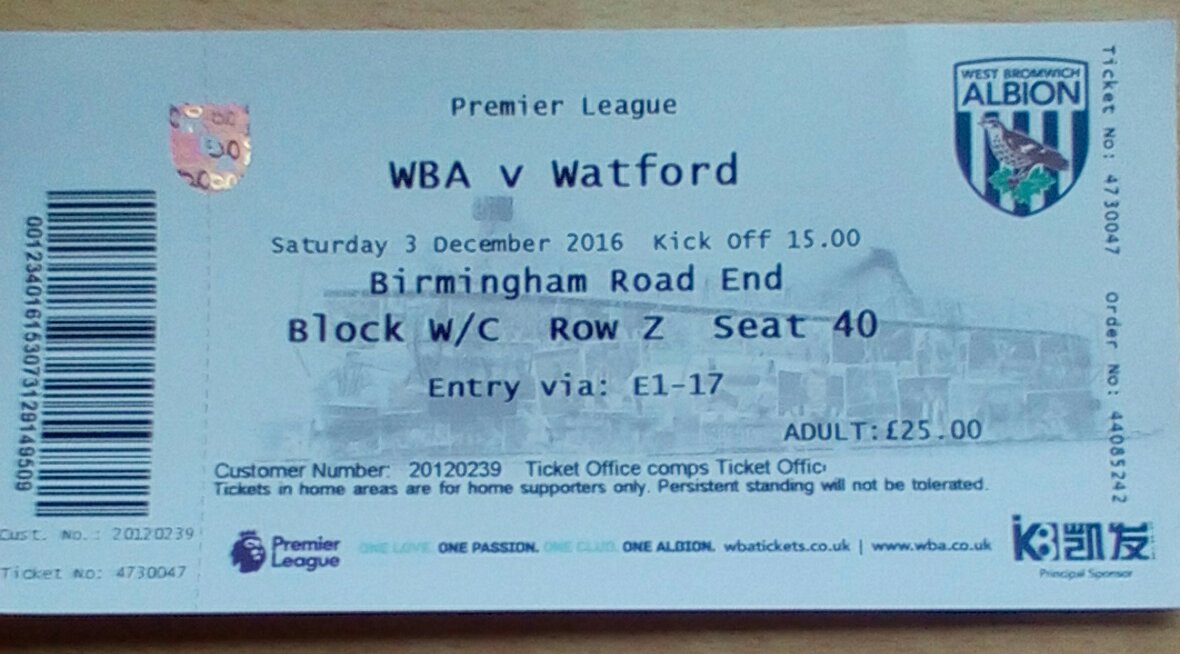 Premier League
WBA v Watford
Saturday 3 December 2016 Kick Off 15.00
Birmingham Road End
Block W/C Row Z Seat 40
Entry via: E1-17
ADULT:£25.00
Customer Number: 20120239 Ticket Office comps Ticket Offic
Tickets in home areas are for home supporters only. Persistent standing will not be tolerated.
Premier League
ONE LOVE. ONE PASSION. ONE CLUB. ONE ALBION. wbatickets.co.uk | www.wba.co.uk
K8凯发
Principal Sponsor
WEST BROMWICH
ALBION
Ticket No: 4730047 Order No: 44085242
Cust. No.: 20120239
Ticket No: 4730047